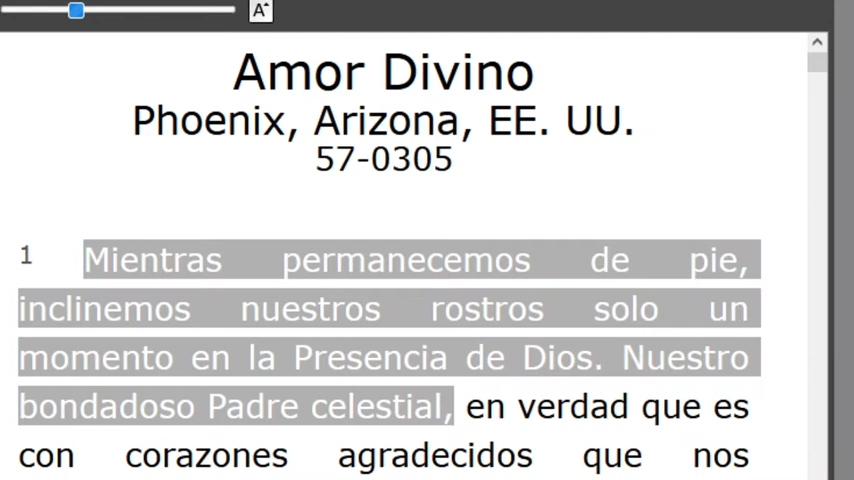 A
Amor Divino
Phoenix, Arizona, EE. UU.
57-0305
1 Mientras permanecemos de pie,
inclinemos nuestros rostros solo un
momento en la Presencia de Dios. Nuestro
bondadoso Padre celestial, en verdad que es
con corazones agradecidos que nos